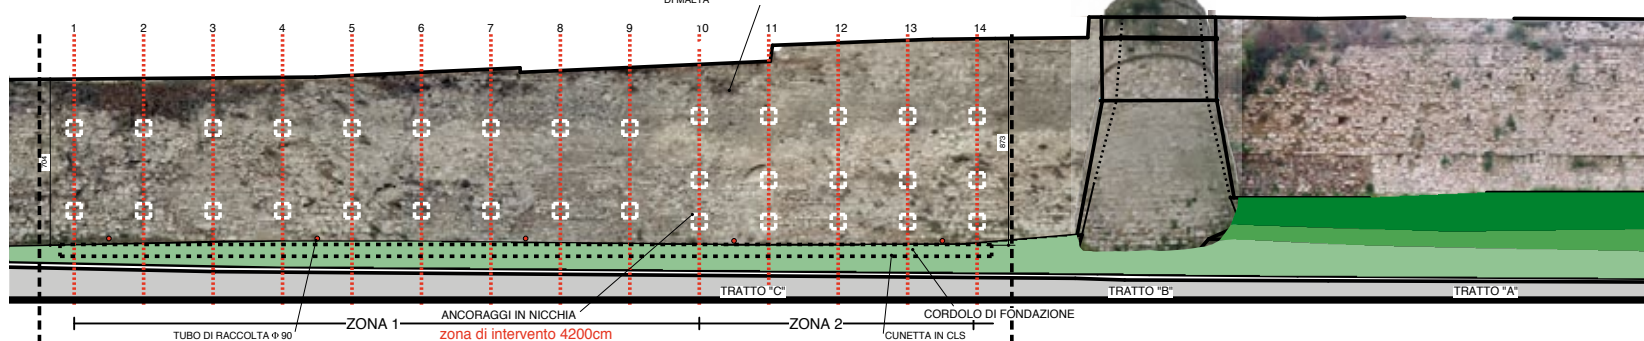 DI MALTA
1 2 3 4 5 6 7 8 9 10 11 12 13 14
704
873
TRATTO "C"
TRATTO "B"
TRATTO "A"
ANCORAGGI IN NICCHIA
CORDOLO DI FONDAZIONE
ZONA 1
ZONA 2
TUBO DI RACCOLTA Φ 90
zona di intervento 4200cm
CUNETTA IN CLS